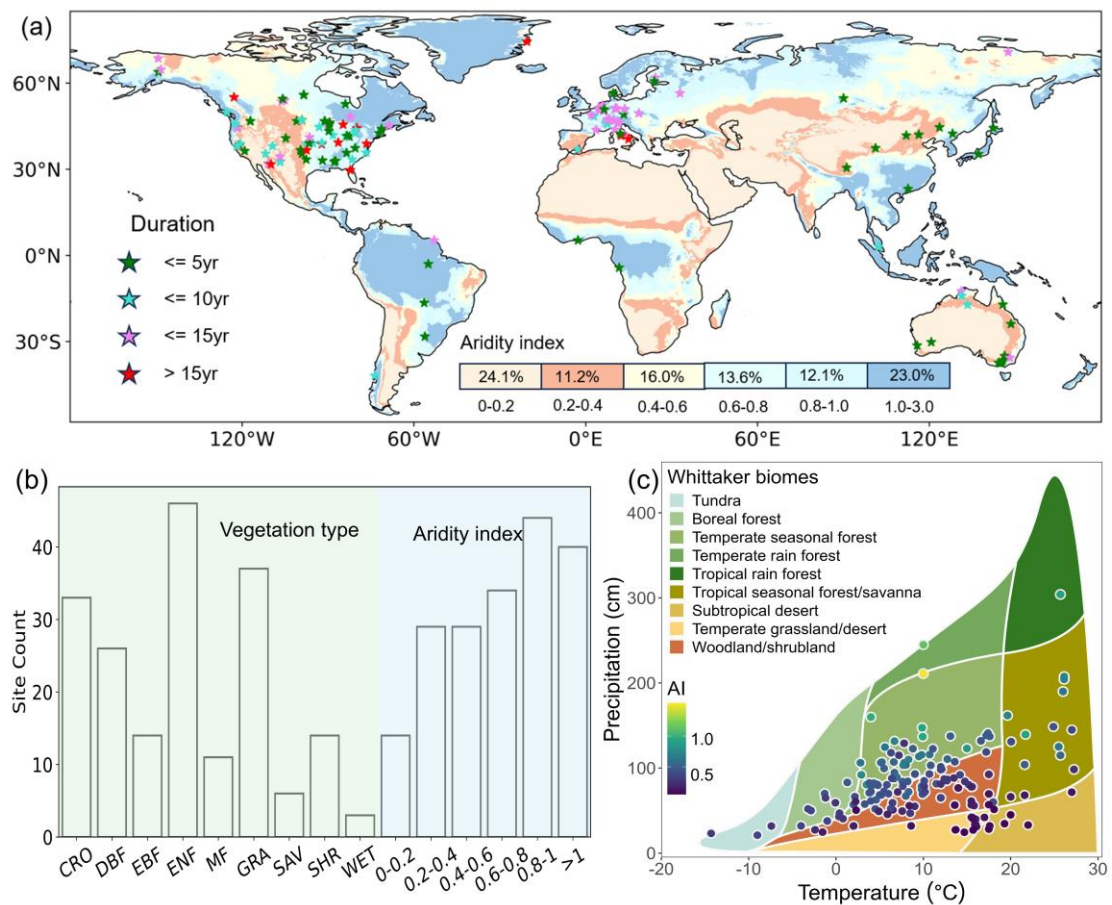 (a)
60°N
30°N
0°N
30°S
Duration
<= 5yr
<= 10yr
<= 15yr
> 15yr
Aridity index
24.1% 11.2% 16.0% 13.6% 12.1% 23.0%
0-0.2 0.2-0.4 0.4-0.6 0.6-0.8 0.8-1.0 1.0-3.0
120°W 60°W 0°E 60°E 120°E
(b)
Vegetation type
Aridity index
Site Count
40
30
20
10
0
CRO DBF EBF ENF MF GRA SAV SHR WET 0-0.2 0.2-0.4 0.4-0.6 0.6-0.8 0.8-1 >1
(c)
Whittaker biomes
Tundra
Boreal forest
Temperate seasonal forest
Temperate rain forest
Tropical rain forest
Tropical seasonal forest/savanna
Subtropical desert
Temperate grassland/desert
Woodland/shrubland
AI
1.0
0.5
Precipitation (cm)
400
300
200
100
0
-20 -10 0 10 20 30
Temperature (°C)